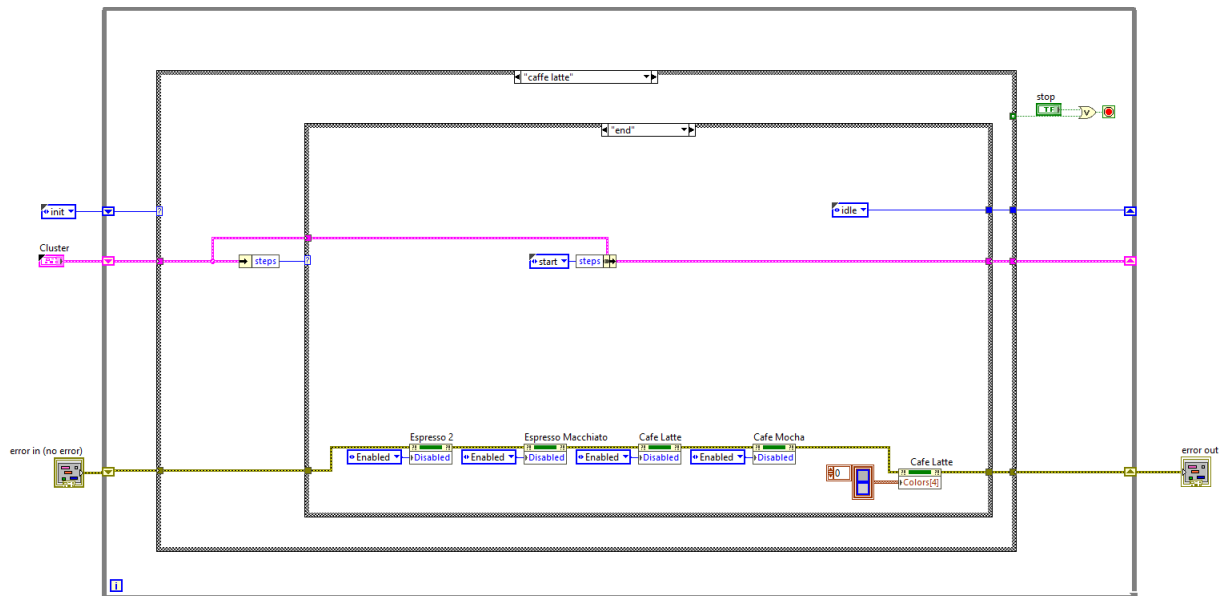 "caffe latte"
stop
TF
V
"end"
init
idle
Cluster
steps
start
steps
Espresso 2
Espresso Macchiato
Cafe Latte
Cafe Mocha
error in (no error)
Enabled
Disabled
Enabled
Disabled
Enabled
Disabled
Enabled
Disabled
Cafe Latte
error out
0
Colors[4]
i